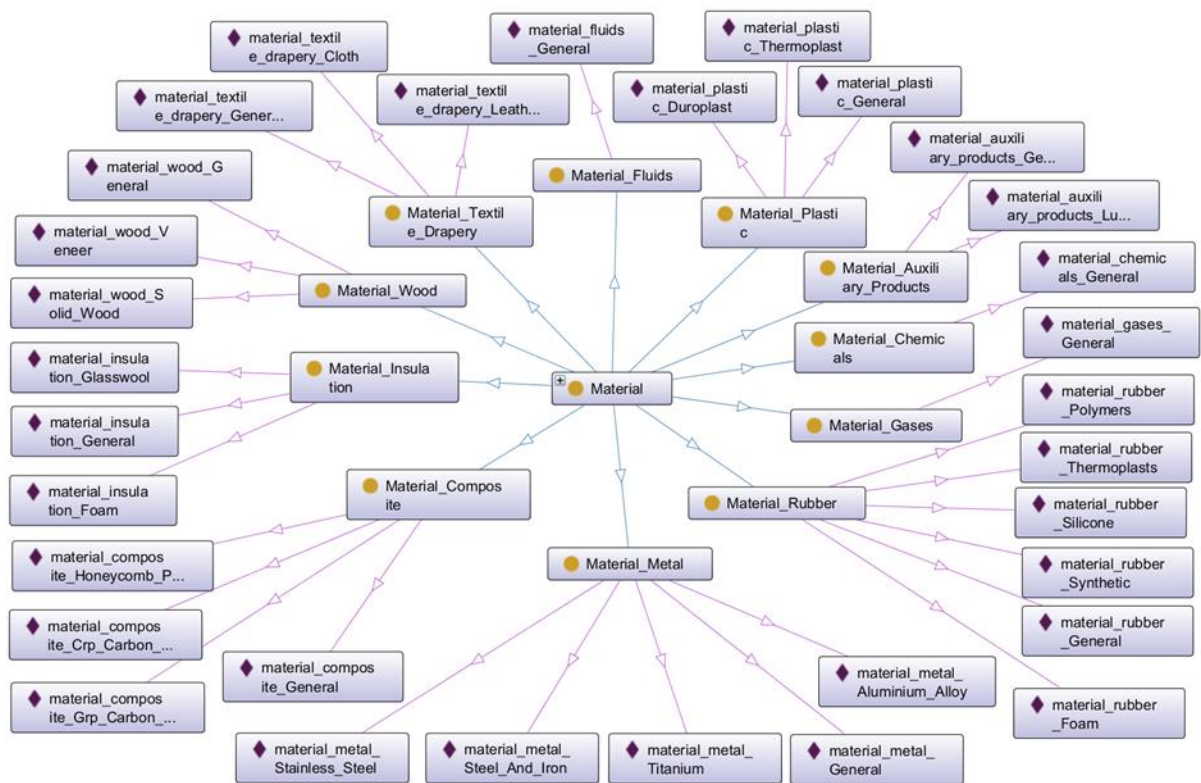 material_textil
e_drapery_Cloth
material_fluids
_General
material_plasti
c_Thermoplast
material_textil
e_drapery_Gener...
material_textil
e_drapery_Leath...
material_plasti
c_Duroplast
material_plasti
c_General
material_wood_G
eneral
Material_Fluids
material_auxili
ary_products_Ge...
Material_Textil
e_Drapery
Material_Plasti
c
material_auxili
ary_products_Lu...
material_wood_V
eneer
Material_Wood
Material_Auxili
ary_Products
material_chemic
als_General
material_wood_S
olid_Wood
Material_Chemic
als
material_gases_
General
material_insula
tion_Glasswool
Material_Insula
tion
Material
material_rubber
_Polymers
material_insula
tion_General
Material_Gases
material_rubber
_Thermoplasts
material_insula
tion_Foam
Material_Compos
ite
Material_Rubber
material_rubber
_Silicone
material_compos
ite_Honeycomb_P...
Material_Metal
material_rubber
_Synthetic
material_compos
ite_Crp_Carbon_...
material_rubber
_General
material_compos
ite_General
material_metal_
Aluminium_Alloy
material_compos
ite_Grp_Carbon_...
material_rubber
_Foam
material_metal_
Stainless_Steel
material_metal_
Steel_And_Iron
material_metal_
Titanium
material_metal_
General